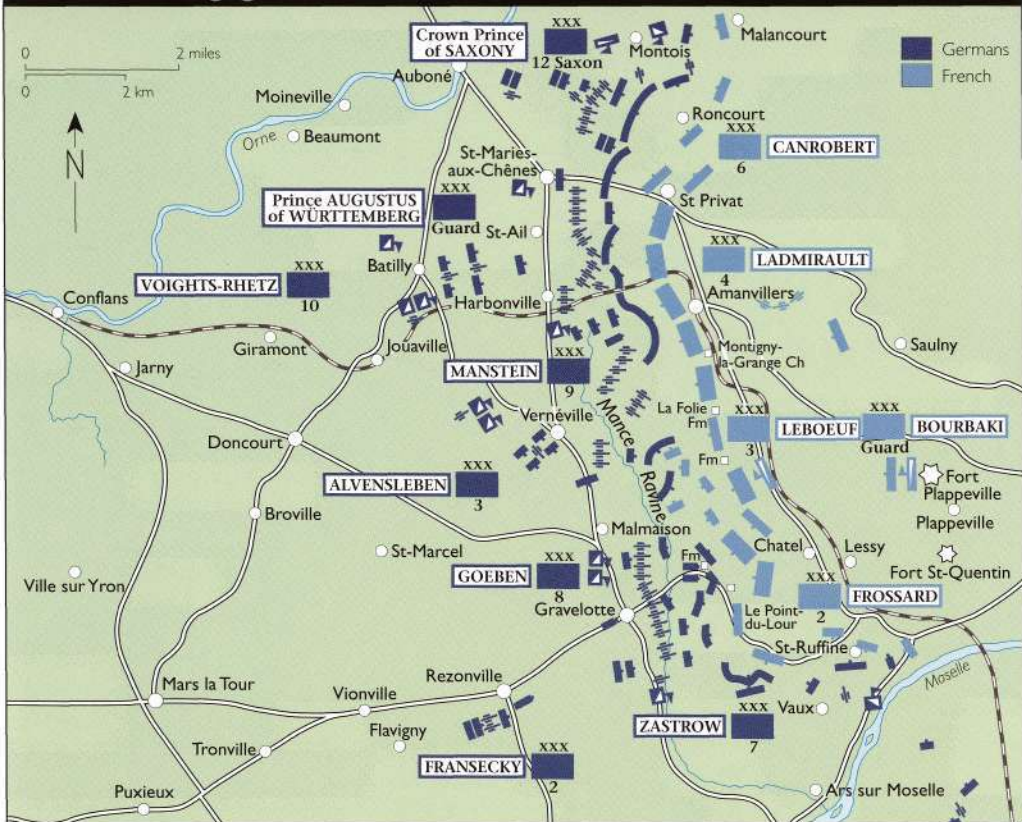 XXX
Crown Prince
of SAXONY
12 Saxon
Montois
Malancourt
Germans
French
0
2 miles
0
2 km
N
Auboné
Moineville
Orne
Beaumont
Roncourt
XXX
CANROBERT
6
St-Maries-
aux-Chênes
St Privat
XXX
Prince AUGUSTUS
of WÜRTTEMBERG
Guard
St-Ail
XXX
LADMIRAULT
4
Batilly
XXX
VOIGHTS-RHETZ
10
Conflans
Harbonville
Amanvillers
Giramont
Jouaville
Montigny-
la-Grange Ch
Saulny
Jarny
XXX
MANSTEIN
9
Mance
Ravine
La Folie
Fm
Vernéville
XXX
LEBOEUF
3
XXX
BOURBAKI
Guard
Doncourt
Fm
Fort
Plappeville
Plappeville
XXX
ALVENSLEBEN
3
Broville
Malmaison
St-Marcel
Chatel
Lessy
Fm
Fort St-Quentin
Ville sur Yron
XXX
GOEBEN
8
XXX
FROSSARD
2
Gravelotte
Le Point-
du-Lour
St-Ruffine
Moselle
Rezonville
Mars la Tour
Vionville
Vaux
XXX
ZASTROW
7
Flavigny
Tronville
XXX
FRANSECKY
2
Puxieux
Ars sur Moselle